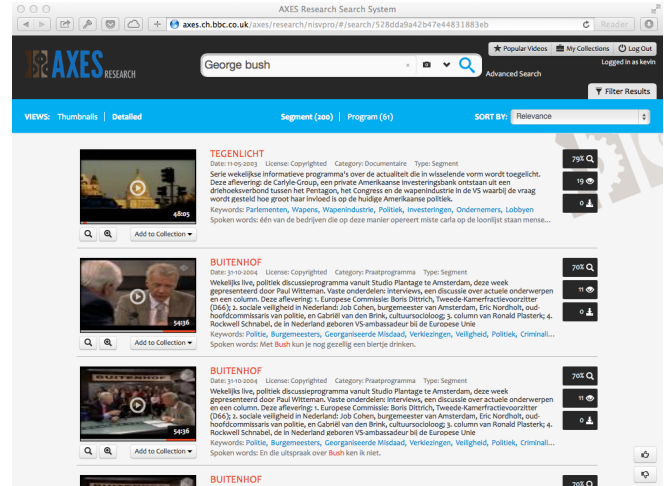 AXES Research Search System
axes.ch.bbc.co.uk/axes/research/nisvpro/#/search/528dda9a42b47e44831883eb
Reader
AXES RESEARCH
George bush
Popular Videos
My Collections
Log Out
Logged in as kevin
Advanced Search
Filter Results
VIEWS: Thumbnails | Detailed
Segment (200) | Program (61)
SORT BY: Relevance
TEGENLICHT
Date: 11-05-2003 License: Copyrighted Category: Documentaire Type: Segment
Serie wekelijkse informatieve programma's over de actualiteit die in wisselende vorm wordt toegelicht.
Deze aflevering: de Carlyle-Group, een private Amerikaanse investeringsbank ontstaan uit een
driehoeksverbond tussen het Pentagon, het Congress en de wapenindustrie in de VS waarbij de vraag
wordt gesteld hoe groot haar invloed is op de huidige Amerikaanse politiek.
Keywords: Parlementen, Wapens, Wapenindustrie, Politiek, Investeringen, Ondernemers, Lobbyen
Spoken words: één van de bedrijven die op deze manier opereert miste carla op de loonlijst staan mense...
48:05
Add to Collection
79%
19
0
BUITENHOF
Date: 31-10-2004 License: Copyrighted Category: Praatprogramma Type: Segment
Wekelijks live, politiek discussieprogramma vanuit Studio Plantage te Amsterdam, deze week
gepresenteerd door Paul Witteman. Vaste onderdelen: interviews, een discussie over actuele onderwerpen
en een column. Deze aflevering: 1. Europese Commissie: Boris Dittrich, Tweede-Kamerfractievoorzitter
(D66); 2. sociale veiligheid in Nederland: Job Cohen, burgemeester van Amsterdam, Eric Nordholt, oud-
hoofdcommissaris van politie, en Gabriël van den Brink, cultuursocioloog; 3. column van Ronald Plasterk; 4.
Rockwell Schnabel, de in Nederland geboren VS-ambassadeur bij de Europese Unie
Keywords: Politie, Burgemeesters, Georganiseerde Misdaad, Verkiezingen, Veiligheid, Politiek, Criminali...
Spoken words: Met Bush kun je nog gezellig een biertje drinken.
54:36
Add to Collection
70%
11
0
BUITENHOF
Date: 31-10-2004 License: Copyrighted Category: Praatprogramma Type: Segment
Wekelijks live, politiek discussieprogramma vanuit Studio Plantage te Amsterdam, deze week
gepresenteerd door Paul Witteman. Vaste onderdelen: interviews, een discussie over actuele onderwerpen
en een column. Deze aflevering: 1. Europese Commissie: Boris Dittrich, Tweede-Kamerfractievoorzitter
(D66); 2. sociale veiligheid in Nederland: Job Cohen, burgemeester van Amsterdam, Eric Nordholt, oud-
hoofdcommissaris van politie, en Gabriël van den Brink, cultuursocioloog; 3. column van Ronald Plasterk; 4.
Rockwell Schnabel, de in Nederland geboren VS-ambassadeur bij de Europese Unie
Keywords: Politie, Burgemeesters, Georganiseerde Misdaad, Verkiezingen, Veiligheid, Politiek, Criminali...
Spoken words: En die uitspraak over Bush ken ik niet.
BUITENHOF
54:36
Add to Collection
70%
11
0
BUITENHOF
70%